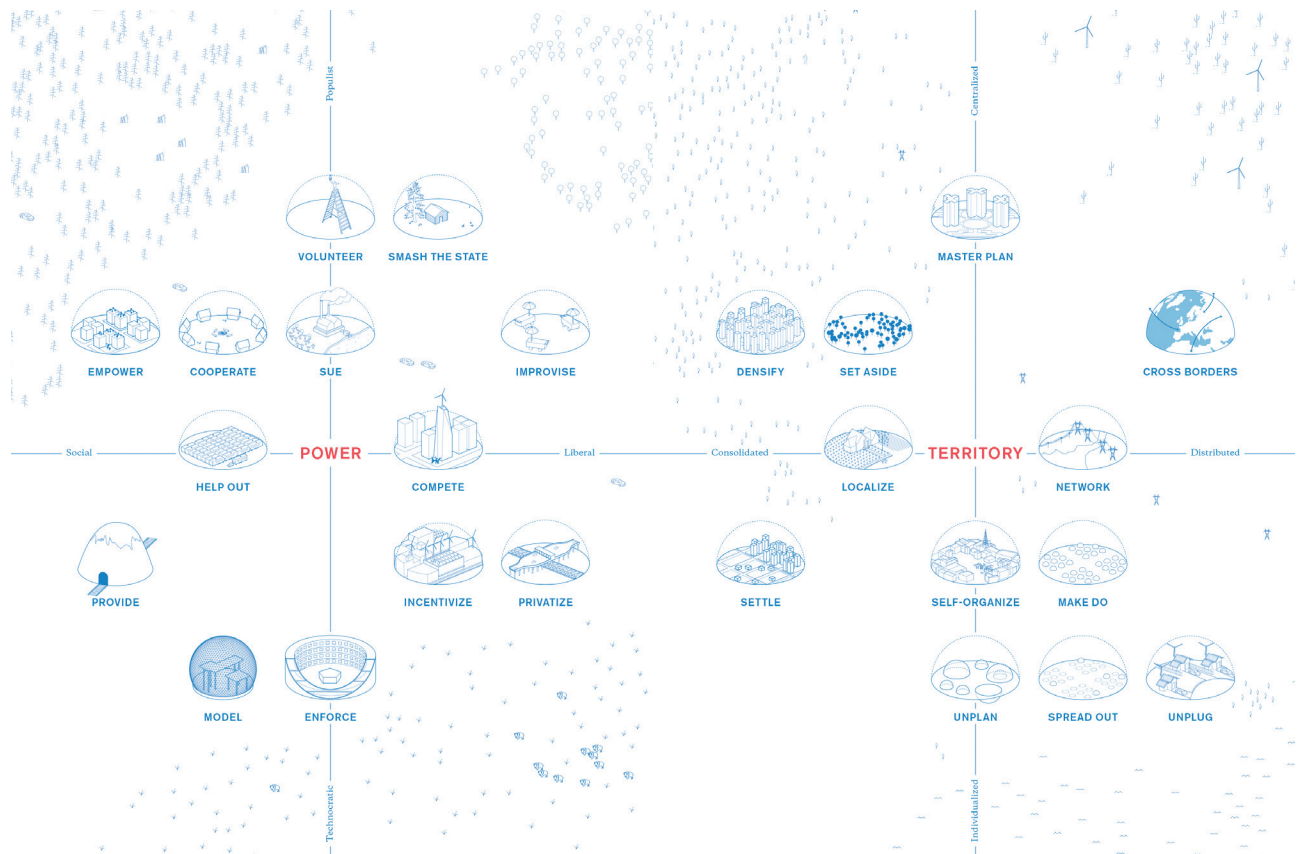 Populist
Centralized
VOLUNTEER
SMASH THE STATE
MASTER PLAN
EMPOWER
COOPERATE
SUE
IMPROVISE
DENSIFY
SET ASIDE
CROSS BORDERS
Social
POWER
Liberal
Consolidated
TERRITORY
Distributed
HELP OUT
COMPETE
LOCALIZE
NETWORK
PROVIDE
INCENTIVIZE
PRIVATIZE
SETTLE
SELF-ORGANIZE
MAKE DO
MODEL
ENFORCE
UNPLAN
SPREAD OUT
UNPLUG
Technocratic
Individualized